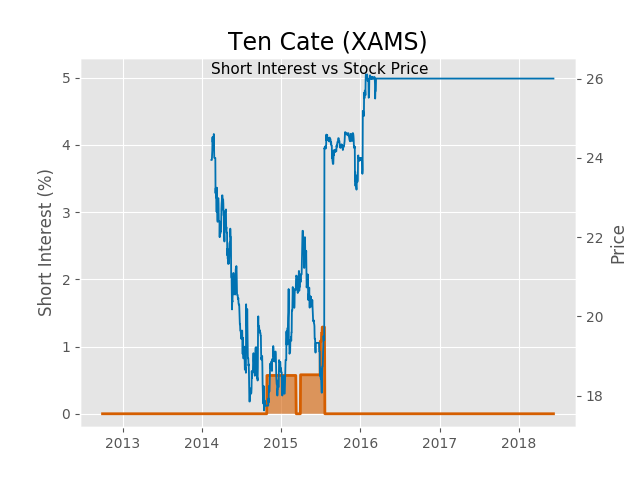 Ten Cate (XAMS)
Short Interest vs Stock Price
Short Interest (%)
5
4
3
2
1
0
26
24
22
20
18
Price
2013 2014 2015 2016 2017 2018